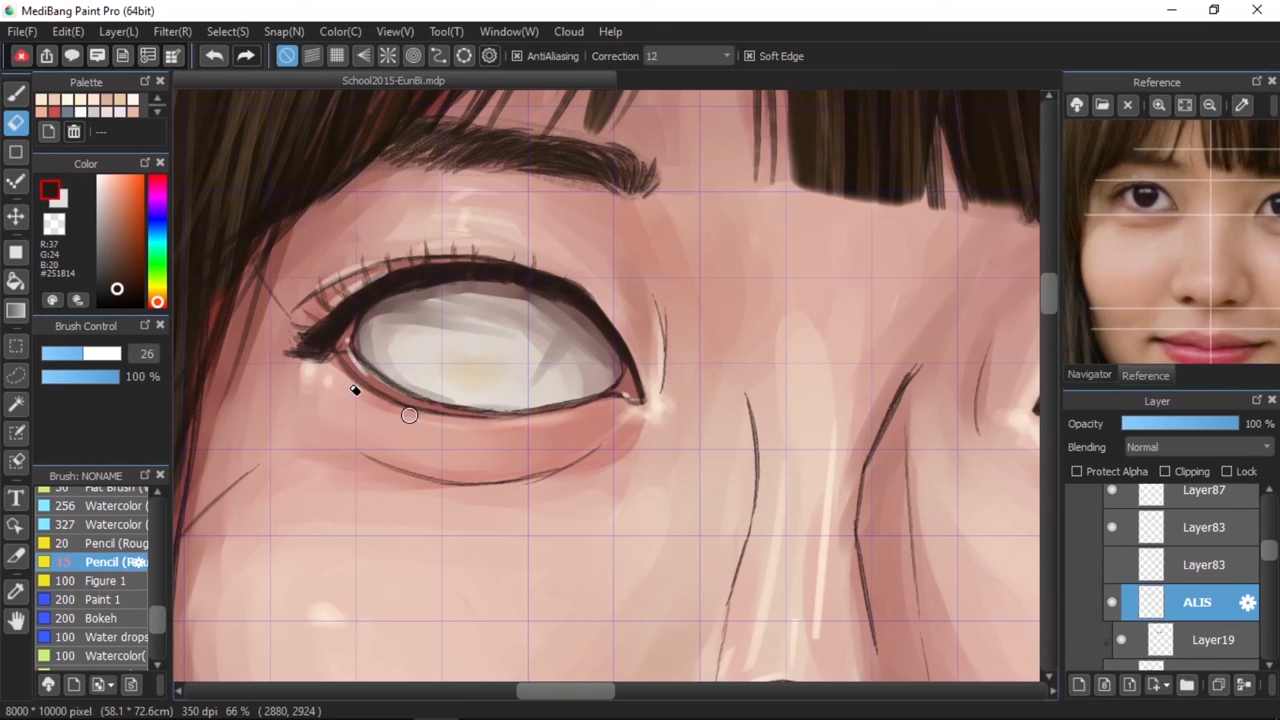 MediBang Paint Pro (64bit)
File(F) Edit(E) Layer(L) Filter(R) Select(S) Snap(N) Color(C) View(V) Tool(T) Window(W) Cloud Help
AntiAliasing Correction 12 Soft Edge
Palette
School2015-EunBi.mdp
Reference
---
Color
R:37
G:24
B:20
#251814
Brush Control
26
100 %
Navigator Reference
Layer
Opacity 100 %
Blending Normal
Protect Alpha Clipping Lock
Brush: NONAME
256 Watercolor (
327 Watercolor (
20 Pencil (Roug
15 Pencil (
100 Figure 1
200 Paint 1
200 Bokeh
100 Water drops
100 Watercolor(
Layer87
Layer83
Layer83
ALIS
Layer19
8000 * 10000 pixel (58.1 * 72.6cm) 350 dpi 66 % ( 2880, 2924 )